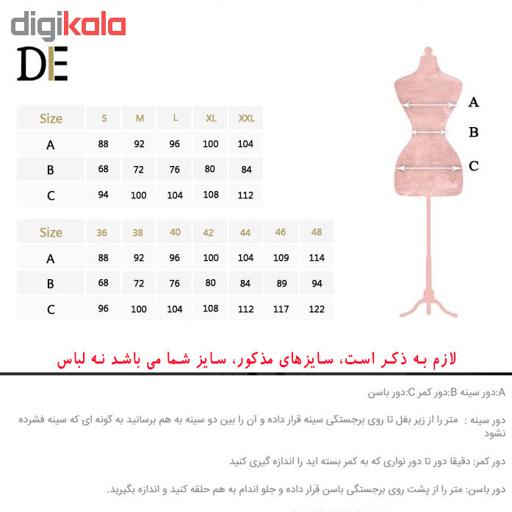 digikala
DE
Size S M L XL XXL
A 88 92 96 100 104
B 68 72 76 80 84
C 94 100 104 108 112
Size 36 38 40 42 44 46 48
A 88 92 96 100 104 109 114
B 68 72 76 80 84 89 94
C 96 100 104 108 112 117 122
A
B
C
لازم به ذکر است، سایزهای مذکور، سایز شما می باشد نه لباس
A:دور سینه B:دور کمر C:دور باسن
دور سینه : متر را از زیر بغل تا روی برجستگی سینه قرار داده و آن را بین دو سینه به هم برسانید به گونه ای که سینه فشرده
نشود
دور کمر: دقیقا دور تا دور نواری که به کمر بسته اید را اندازه گیری کنید
دور باسن: متر را از پشت روی برجستگی باسن قرار داده و جلو اندام به هم حلقه کنید و اندازه بگیرید.